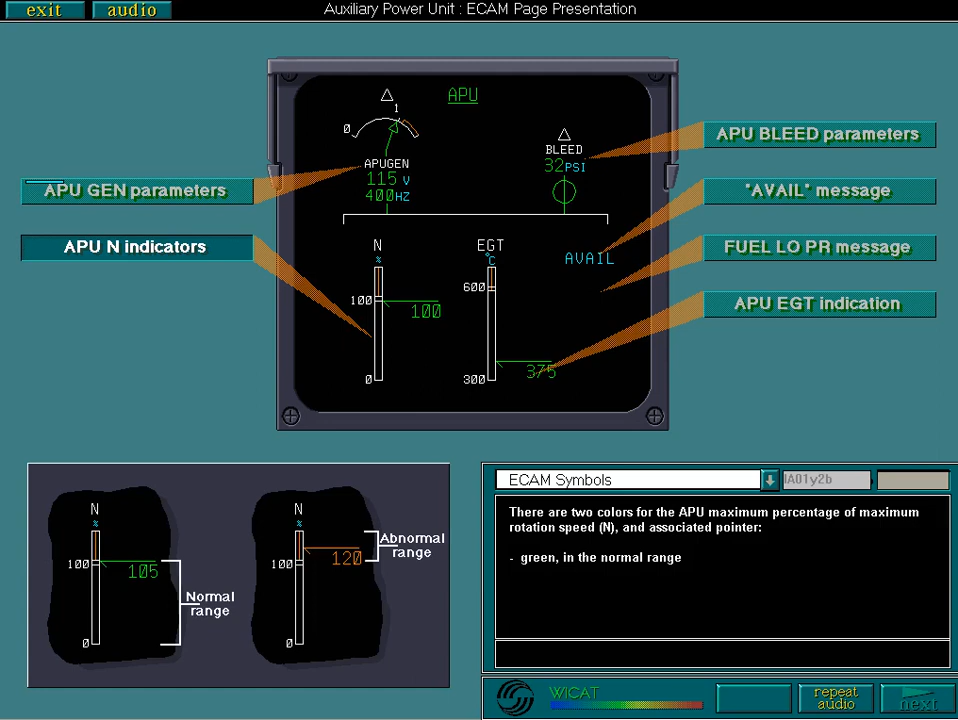 exit
audio
Auxiliary Power Unit : ECAM Page Presentation
APU
0
1
APUGEN
115 V
400HZ
BLEED
32PSI
APU GEN parameters
APU N indicators
APU BLEED parameters
"AVAIL" message
FUEL LO PR message
APU EGT indication
N
%
100
100
0
EGT
°C
600
375
300
AVAIL
N
%
100
105
0
Normal
range
N
%
100
120
0
Abnormal
range
ECAM Symbols
IA01y2b
There are two colors for the APU maximum percentage of maximum
rotation speed (N), and associated pointer:
- green, in the normal range
WICAT
repeat
audio
next